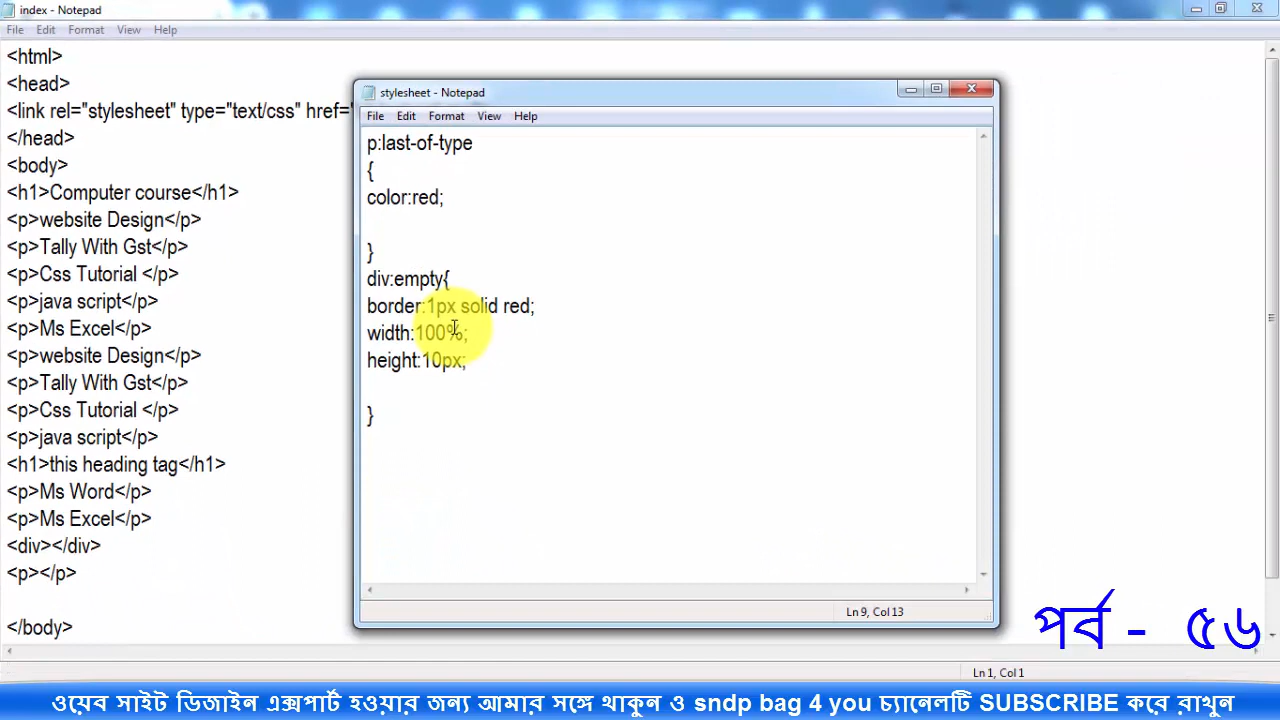 index - Notepad
File Edit Format View Help
<html>
<head>
<link rel="stylesheet" type="text/css" href="
</head>
<body>
<h1>Computer course</h1>
<p>website Design</p>
<p>Tally With Gst</p>
<p>Css Tutorial </p>
<p>java script</p>
<p>Ms Excel</p>
<p>website Design</p>
<p>Tally With Gst</p>
<p>Css Tutorial </p>
<p>java script</p>
<h1>this heading tag</h1>
<p>Ms Word</p>
<p>Ms Excel</p>
<div></div>
<p></p>
</body>
stylesheet - Notepad
File Edit Format View Help
p:last-of-type
{
color:red;
}
div:empty{
border:1px solid red;
width:100%;
height:10px;
}
Ln 9, Col 13
পর্ব - ৫৬
Ln 1, Col 1
ওয়েব সাইট ডিজাইন এক্সপার্ট হওয়ার জন্য আমার সঙ্গে থাকুন ও sndp bag 4 you চ্যানেলটি SUBSCRIBE করে রাখুন